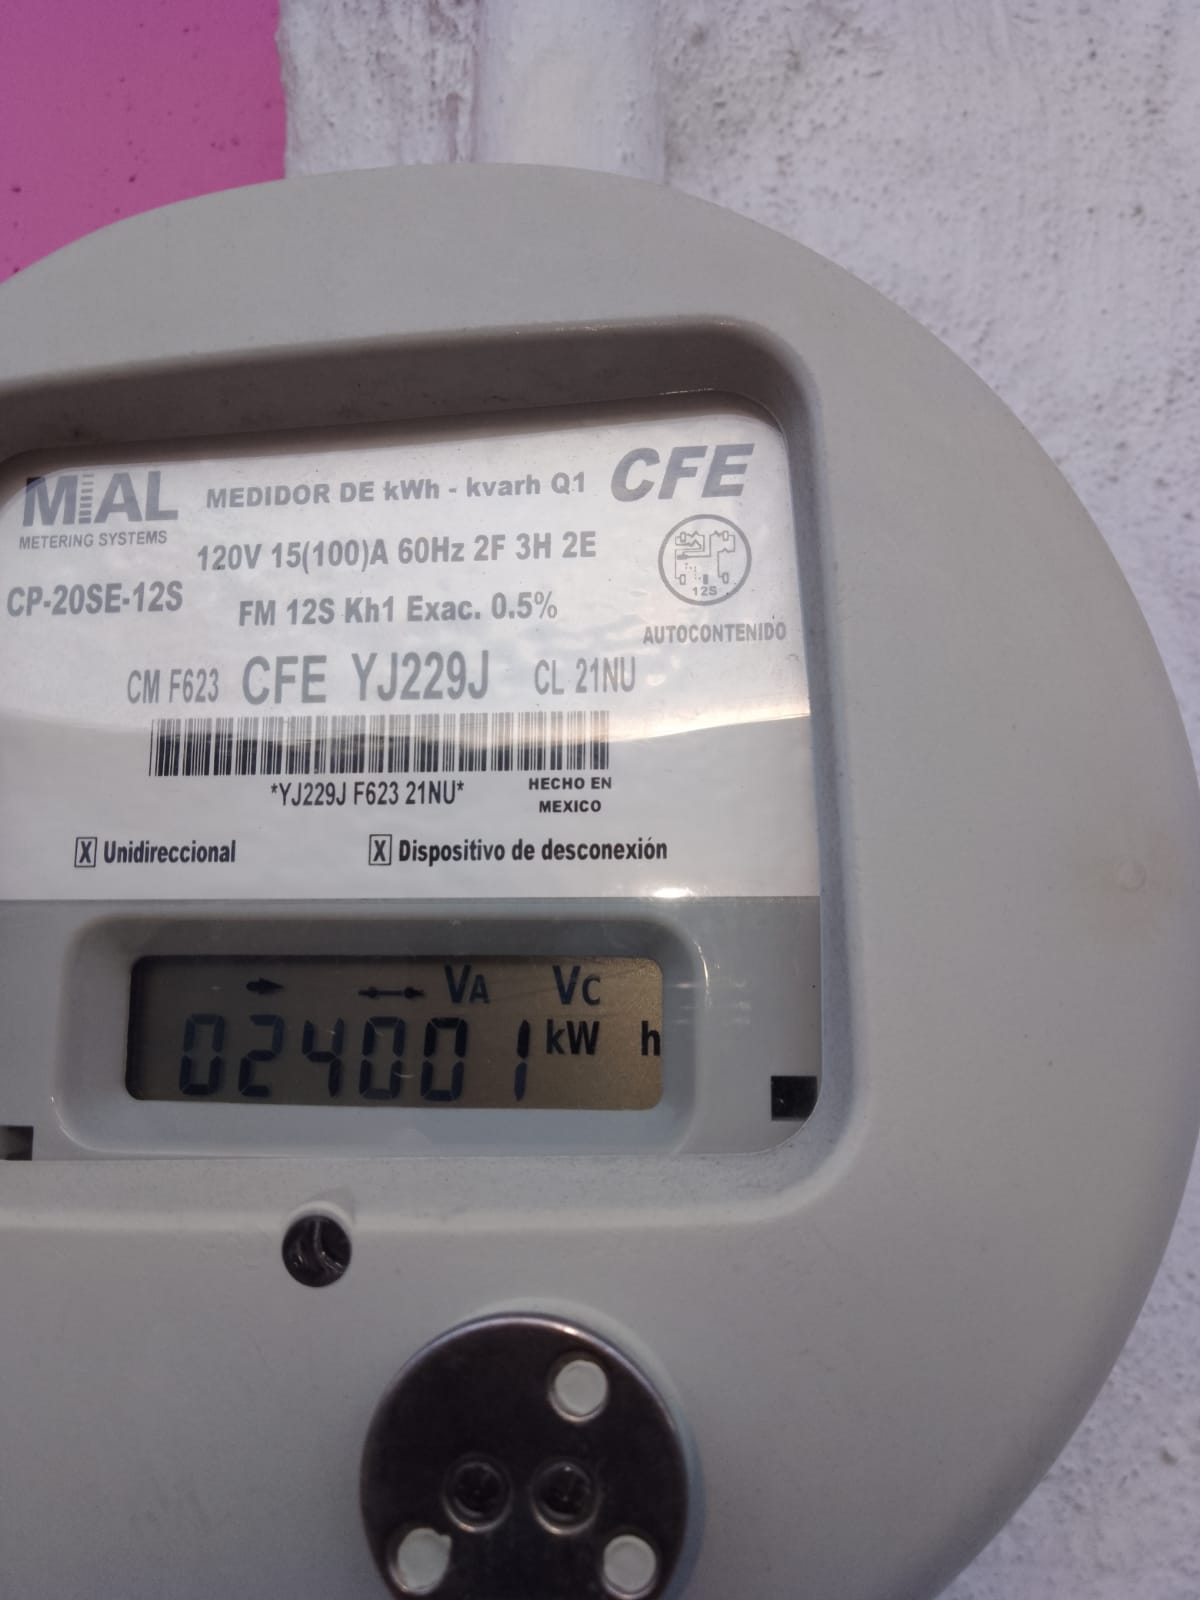 MIAL
METERING SYSTEMS
MEDIDOR DE kWh - kvarh Q1
CFE
120V 15(100)A 60Hz 2F 3H 2E
CP-20SE-12S
FM 12S Kh1 Exac. 0.5%
12S
AUTOCONTENIDO
CM F623 CFE YJ229J CL 21NU
*YJ229J F623 21NU*
HECHO EN
MEXICO
X Unidireccional X Dispositivo de desconexión
VA VC
024001 kW h